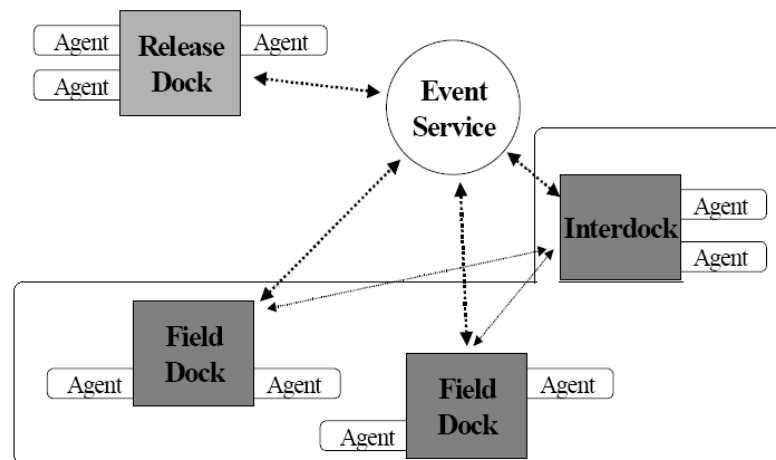 Agent
Release
Dock
Agent
Agent
Event
Service
Agent
Interdock
Agent
Field
Dock
Agent
Agent
Field
Dock
Agent
Agent